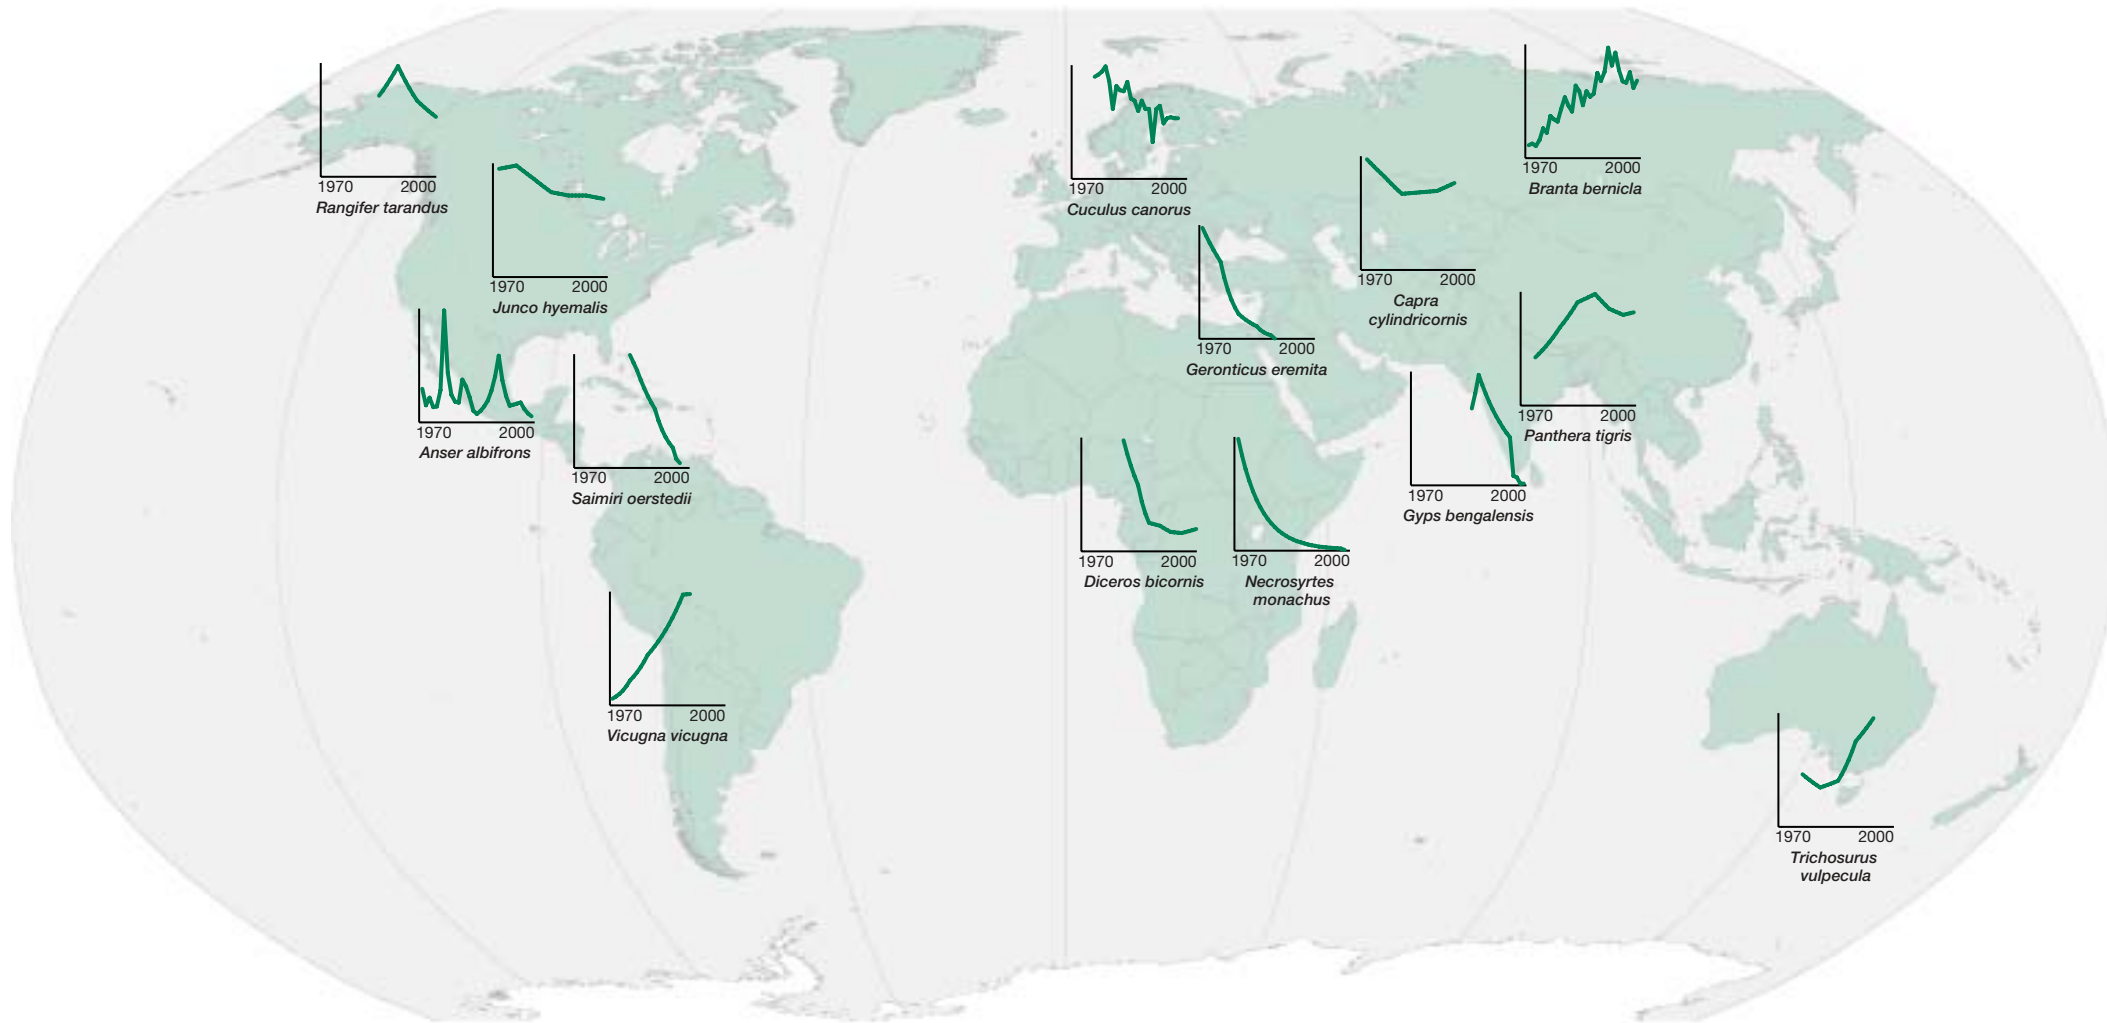 1970 2000
Rangifer tarandus
1970 2000
Junco hyemalis
1970 2000
Anser albifrons
1970 2000
Saimiri oerstedii
1970 2000
Vicugna vicugna
1970 2000
Cuculus canorus
1970 2000
Geronticus eremita
1970 2000
Diceros bicornis
1970 2000
Necrosyrtes
monachus
1970 2000
Capra
cylindricornis
1970 2000
Branta bernicla
1970 2000
Panthera tigris
1970 2000
Gyps bengalensis
1970 2000
Trichosurus
vulpecula